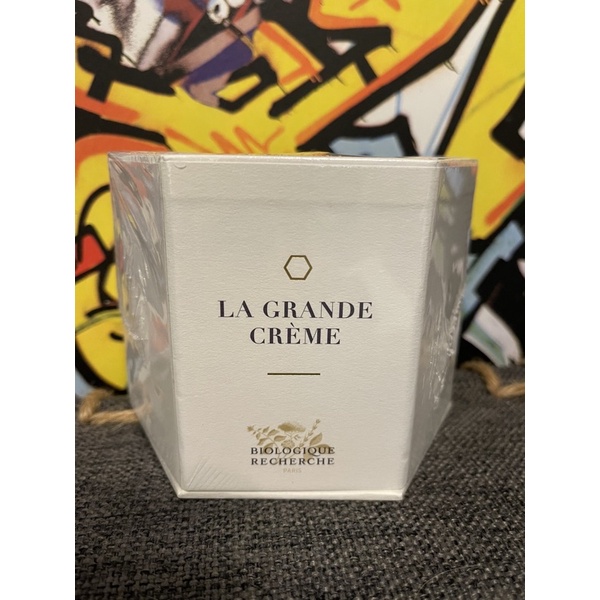 LA GRANDE
CRÈME
BIOLOGIQUE
RECHERCHE
PARIS